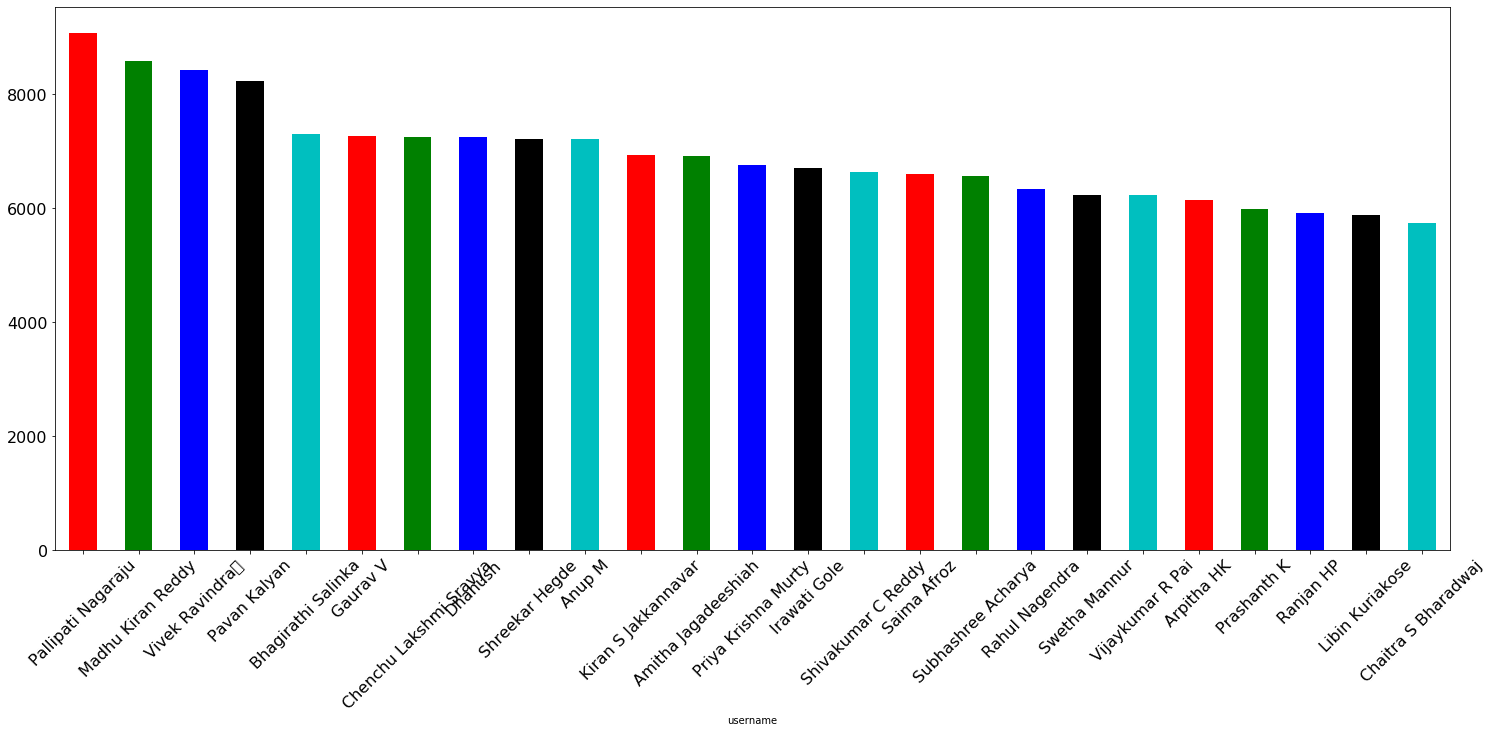 8000
6000
4000
2000
0
Pallipati Nagaraju
Madhu Kiran Reddy
Vivek Ravindra▯
Pavan Kalyan
Bhagirathi Salinka
Gaurav V
Chenchu Lakshmi Sravya
Dhanush
Shreekar Hegde
Anup M
Kiran S Jakkannavar
Amitha Jagadeeshiah
Priya Krishna Murty
Irawati Gole
Shivakumar C Reddy
Saima Afroz
Subhashree Acharya
Rahul Nagendra
Swetha Mannur
Vijaykumar R Pai
Arpitha HK
Prashanth K
Ranjan HP
Libin Kuriakose
Chaitra S Bharadwaj
username